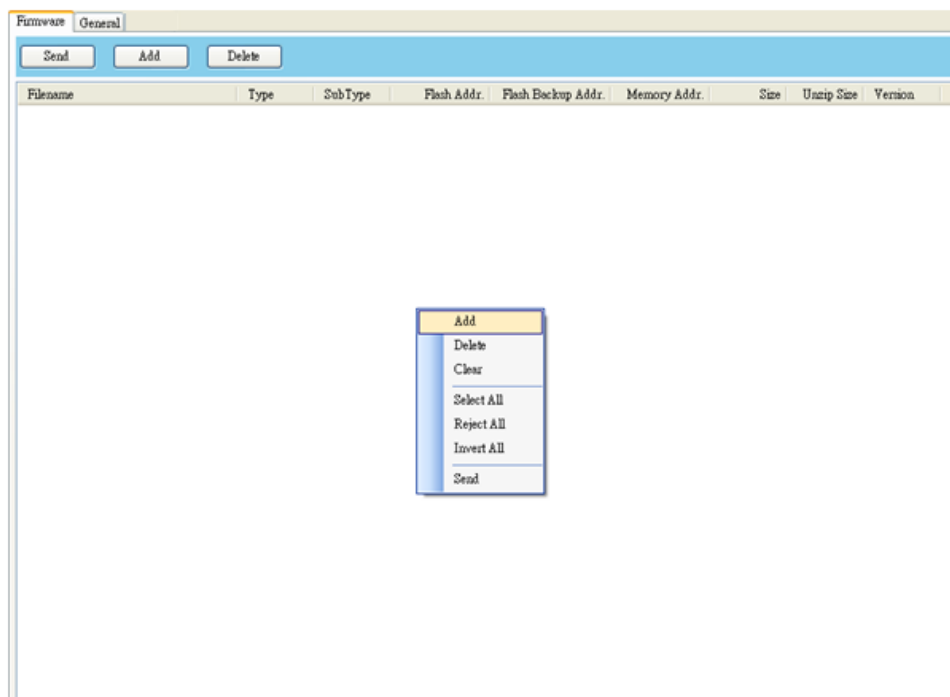 Firmware General
Send Add Delete
Filename Type SubType Flash Addr. Flash Backup Addr. Memory Addr. Size Unzip Size Version
Add
Delete
Clear
Select All
Reject All
Invert All
Send